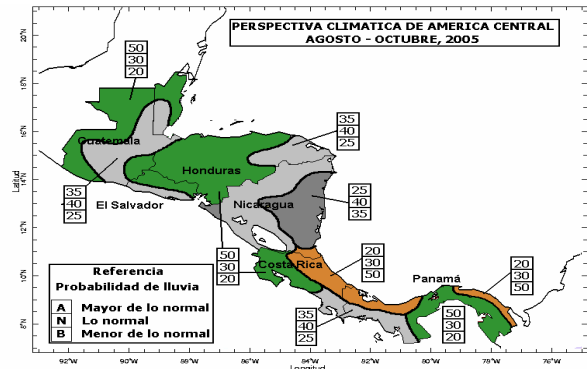 PERSPECTIVA CLIMATICA DE AMERICA CENTRAL
AGOSTO - OCTUBRE, 2005
50
30
20
35
40
25
Guatemala
Honduras
35
40
25
El Salvador
Nicaragua
25
40
35
50
30
20
Costa Rica
20
30
50
Panamá
20
30
50
35
40
25
50
30
20
Referencia
Probabilidad de lluvia
A Mayor de lo normal
N Lo normal
B Menor de lo normal
Latitud
18°N
16°N
14°N
12°N
10°N
8°N
92°W
90°W
88°W
86°W
84°W
82°W
80°W
78°W
76°W
Longitud